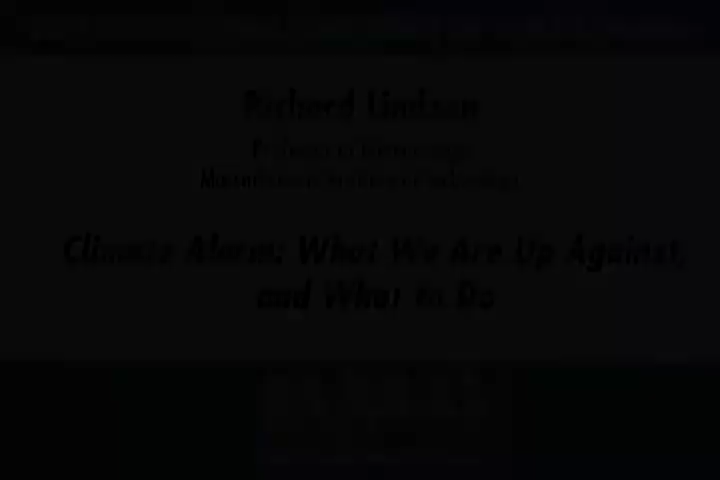 Richard Lindzen
Professor of Meteorology
Massachusetts Institute of Technology
Climate Alarm: What We Are Up Against,
and What to Do